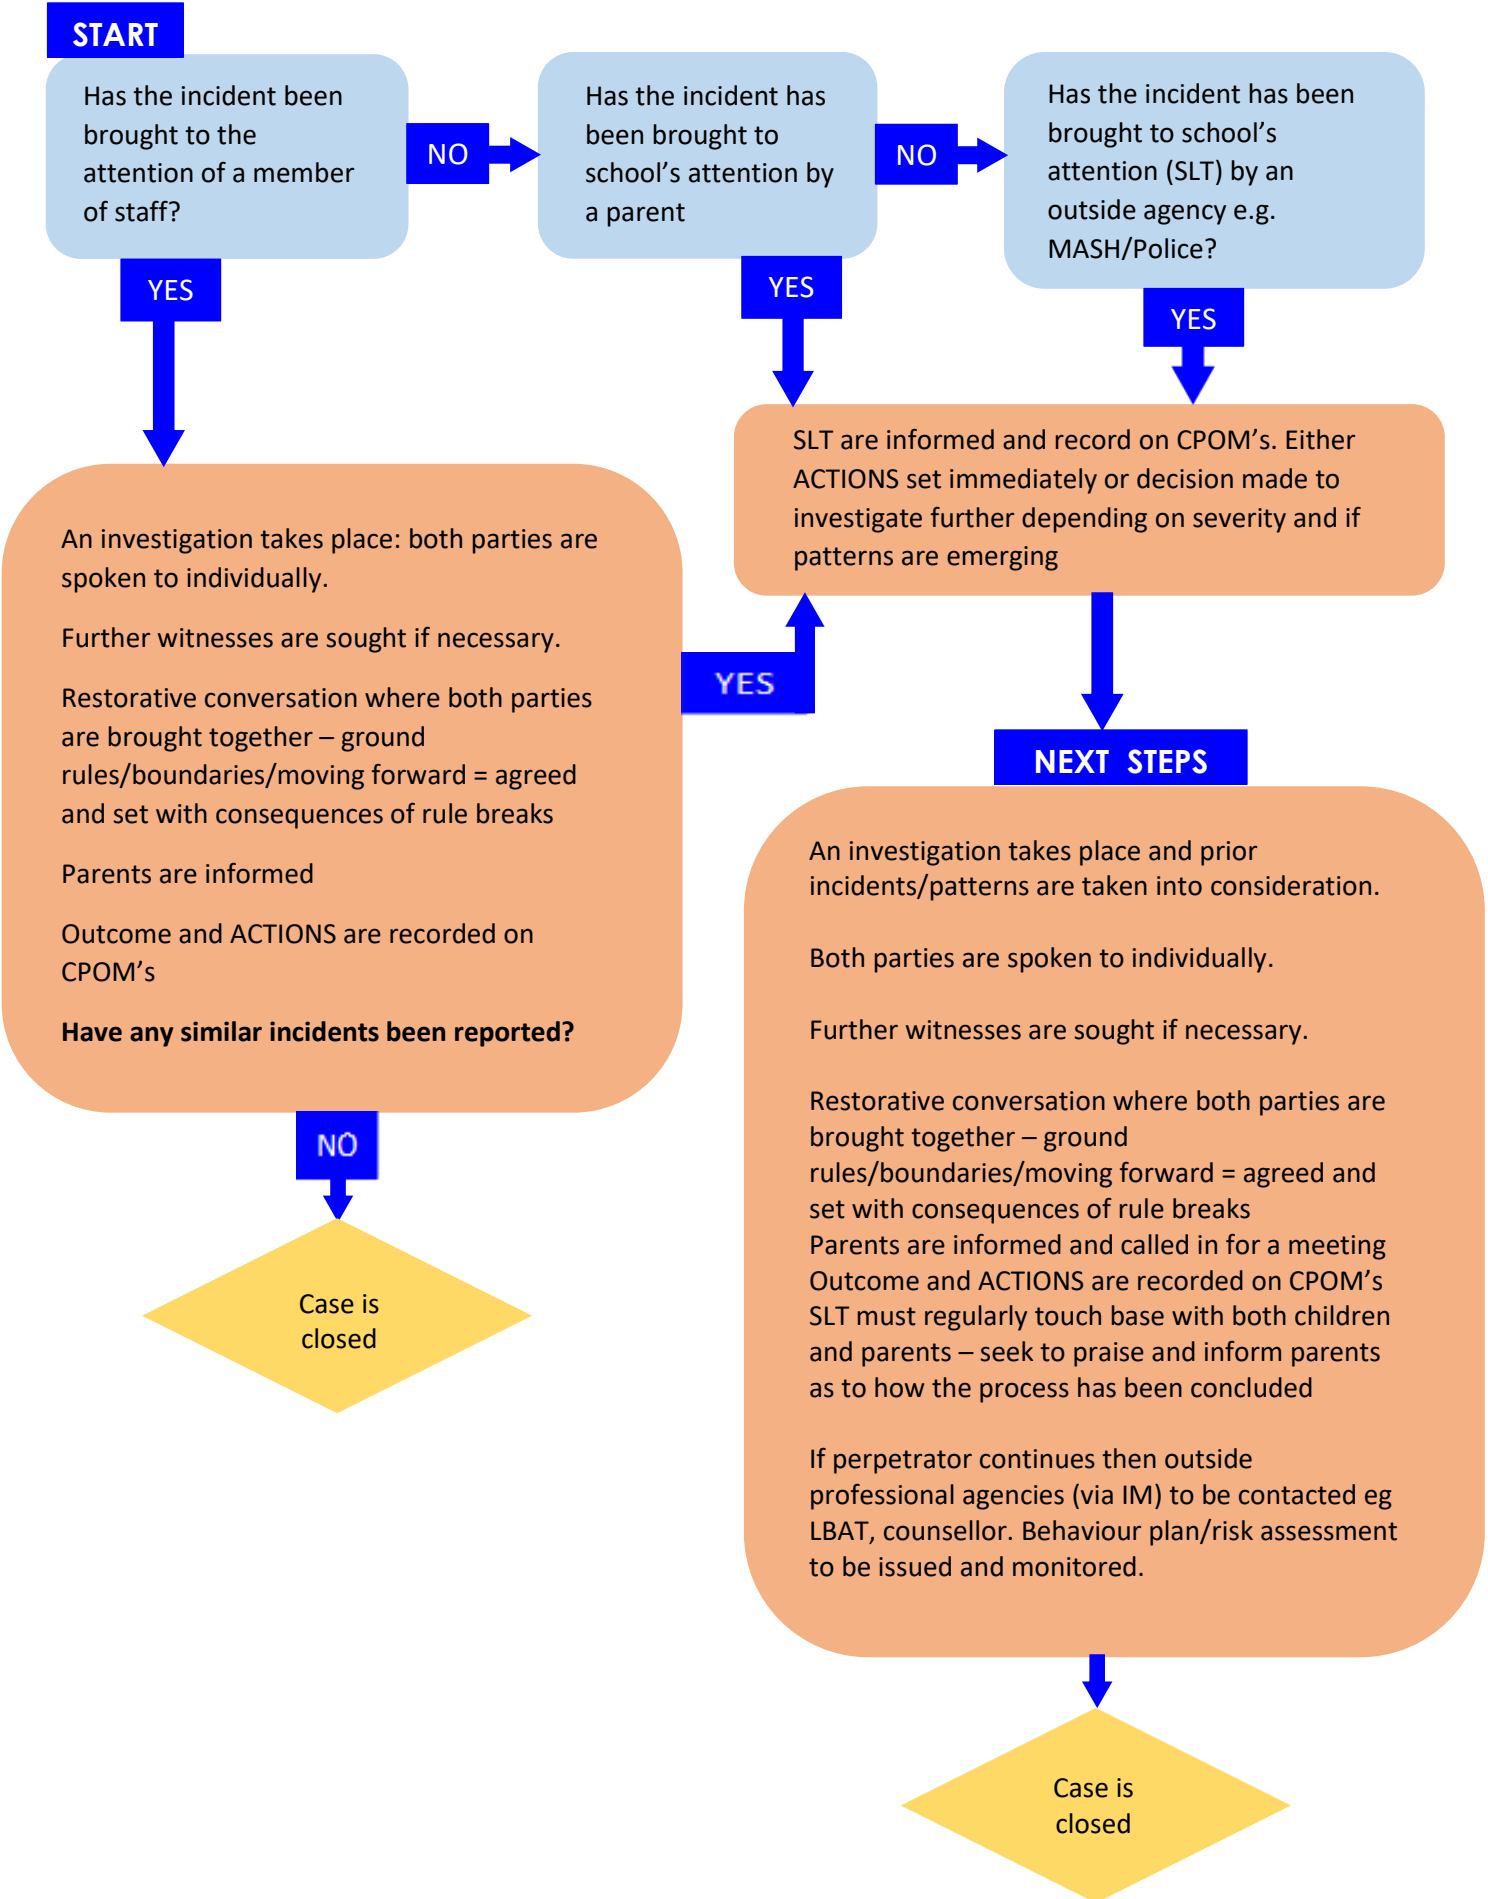 START
Has the incident been
brought to the
attention of a member
of staff?
NO
Has the incident has
been brought to
school’s attention by
a parent
NO
Has the incident has been
brought to school’s
attention (SLT) by an
outside agency e.g.
MASH/Police?
YES
YES
YES
SLT are informed and record on CPOM’s. Either
ACTIONS set immediately or decision made to
investigate further depending on severity and if
patterns are emerging
An investigation takes place: both parties are
spoken to individually.
Further witnesses are sought if necessary.
Restorative conversation where both parties
are brought together – ground
rules/boundaries/moving forward = agreed
and set with consequences of rule breaks
Parents are informed
Outcome and ACTIONS are recorded on
CPOM’s
Have any similar incidents been reported?
YES
NO
Case is
closed
NEXT STEPS
An investigation takes place and prior
incidents/patterns are taken into consideration.
Both parties are spoken to individually.
Further witnesses are sought if necessary.
Restorative conversation where both parties are
brought together – ground
rules/boundaries/moving forward = agreed and
set with consequences of rule breaks
Parents are informed and called in for a meeting
Outcome and ACTIONS are recorded on CPOM’s
SLT must regularly touch base with both children
and parents – seek to praise and inform parents
as to how the process has been concluded
If perpetrator continues then outside
professional agencies (via IM) to be contacted eg
LBAT, counsellor. Behaviour plan/risk assessment
to be issued and monitored.
Case is
closed